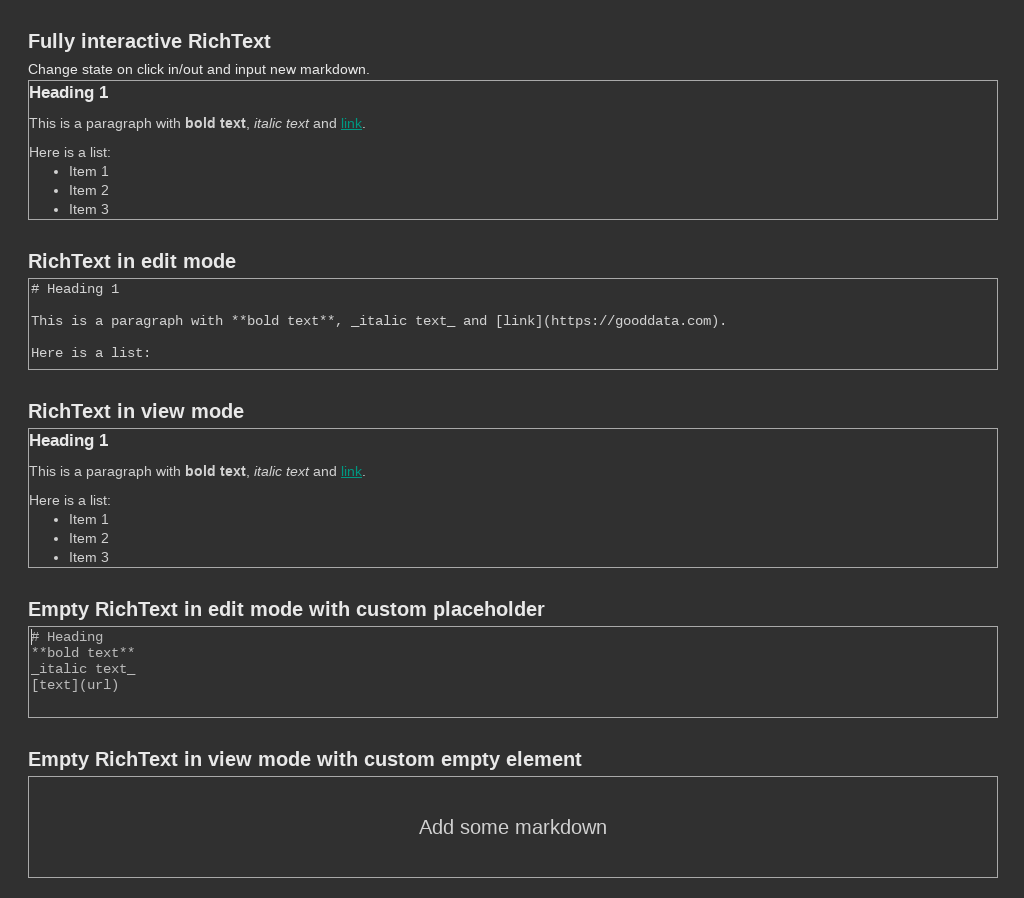 Fully interactive RichText
Change state on click in/out and input new markdown.
Heading 1
This is a paragraph with bold text, italic text and link.
Here is a list:
• Item 1
• Item 2
• Item 3
RichText in edit mode
# Heading 1
This is a paragraph with **bold text**, _italic text_ and [link](https://gooddata.com).
Here is a list:
RichText in view mode
Heading 1
This is a paragraph with bold text, italic text and link.
Here is a list:
• Item 1
• Item 2
• Item 3
Empty RichText in edit mode with custom placeholder
# Heading
**bold text**
_italic text_
[text](url)
Empty RichText in view mode with custom empty element
Add some markdown